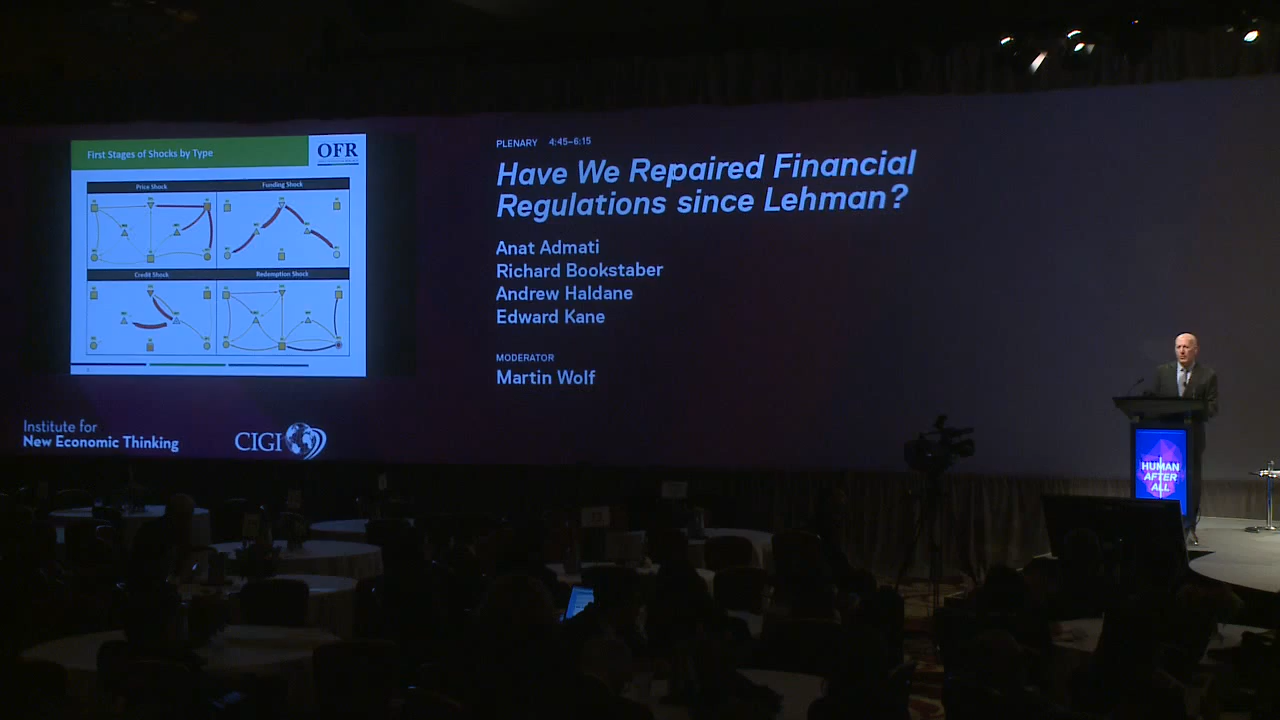 First Stages of Shocks by Type
OFR
Price Shock
Funding Shock
Credit Shock
Redemption Shock
PLENARY 4:45–6:15
Have We Repaired Financial
Regulations since Lehman?
Anat Admati
Richard Bookstaber
Andrew Haldane
Edward Kane
MODERATOR
Martin Wolf
Institute for
New Economic Thinking
CIGI
HUMAN
AFTER
ALL